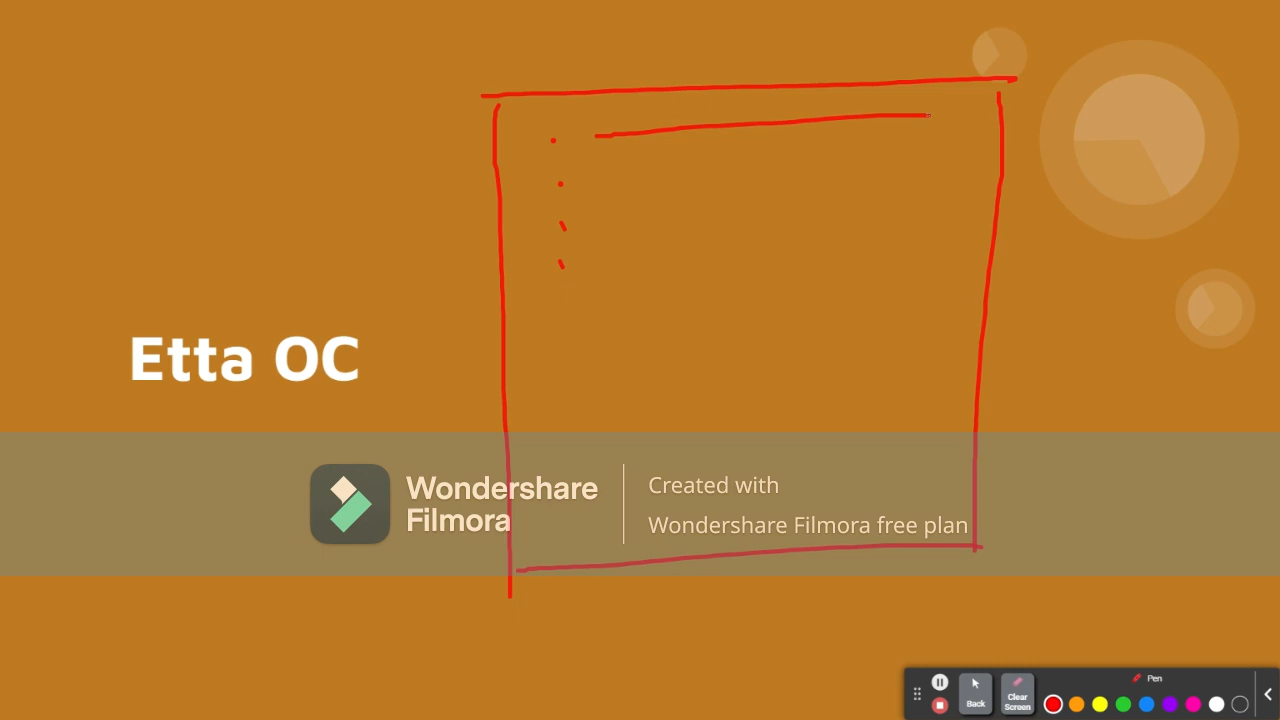 Etta OC
Wondershare
Filmora
Created with
Wondershare Filmora free plan
Pen
Back
Clear
Screen